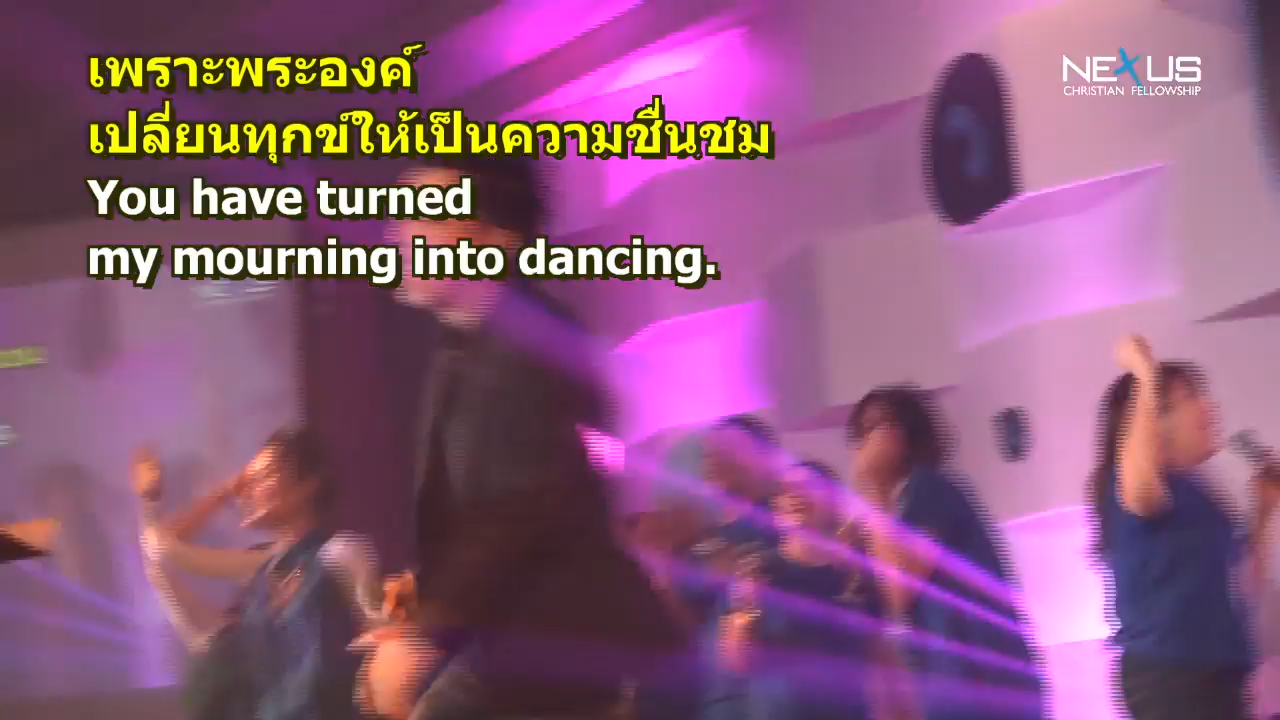 เพราะพระองค์
เปลี่ยนทุกข์ให้เป็นความชื่นชม
You have turned
my mourning into dancing.
NEXUS
CHRISTIAN FELLOWSHIP